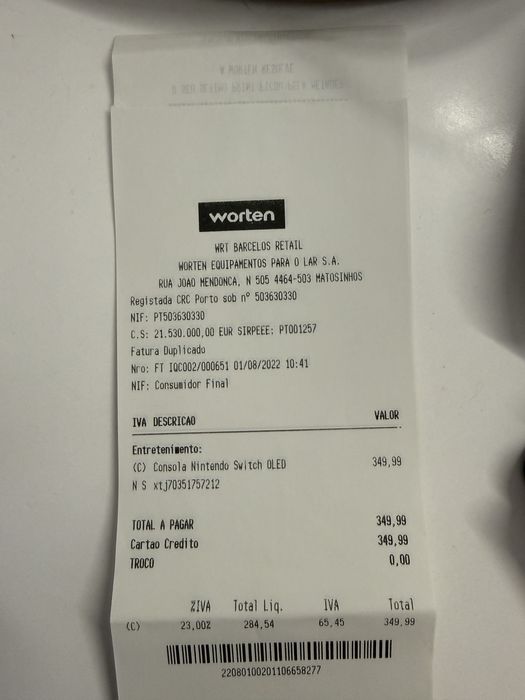 worten
WRT BARCELOS RETAIL
WORTEN EQUIPAMENTOS PARA O LAR S.A.
RUA JOAO MENDONCA, N 505 4464-503 MATOSINHOS
Registada CRC Porto sob nº 503630330
NIF: PT503630330
C.S: 21.530.000,00 EUR SIRPEEE: PT001257
Fatura Duplicado
Nro: FT IQC002/000651 01/08/2022 10:41
NIF: Consumidor Final
IVA DESCRICAO VALOR
Entretenimento:
(C) Consola Nintendo Switch OLED 349,99
N S xtj70351757212
TOTAL A PAGAR 349,99
Cartao Credito 349,99
TROCO 0,00
%IVA Total Liq. IVA Total
(C) 23,00% 284,54 65,45 349,99
22080100201106658277